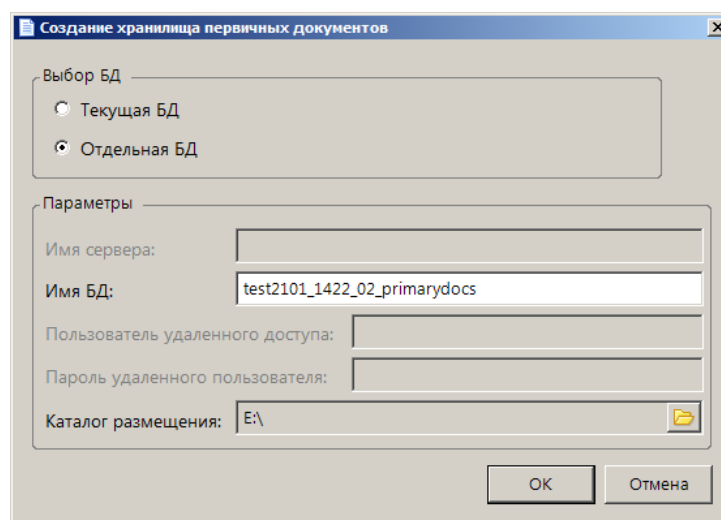 Создание хранилища первичных документов
Выбор БД
Текущая БД
Отдельная БД
Параметры
Имя сервера:
Имя БД: test2101_1422_02_primarydocs
Пользователь удаленного доступа:
Пароль удаленного пользователя:
Каталог размещения: E:\
ОК Отмена